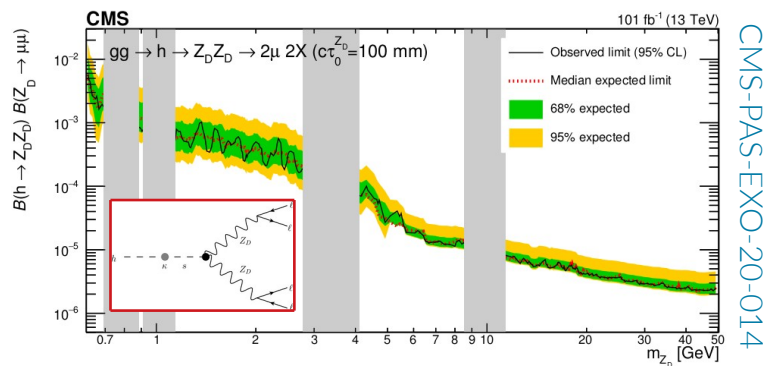 CMS
101 fb⁻¹ (13 TeV)
gg → h → Z_D Z_D → 2μ 2X (cτ₀^{Z_D}=100 mm)
Observed limit (95% CL)
Median expected limit
68% expected
95% expected
B(h → Z_D Z_D) B(Z_D → μμ)
10⁻²
10⁻³
10⁻⁴
10⁻⁵
10⁻⁶
h
κ
s
Z_D
Z_D
ℓ
ℓ
ℓ
ℓ
0.7 1 2 3 4 5 6 7 8 9 10 20 30 40 50
m_{Z_D} [GeV]
CMS-PAS-EXO-20-014